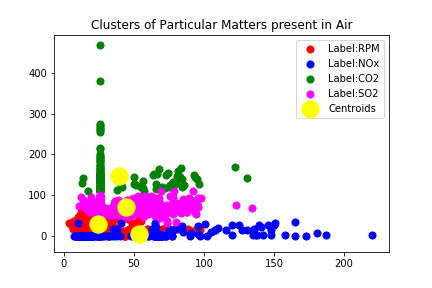 Clusters of Particular Matters present in Air
Label:RPM
Label:NOx
Label:CO2
Label:SO2
Centroids
400
300
200
100
0
0
50
100
150
200